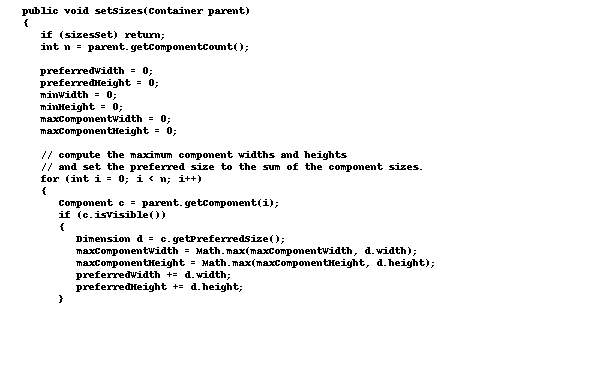 public void setSizes(Container parent)
{
if (sizesSet) return;
int n = parent.getComponentCount();
preferredWidth = 0;
preferredHeight = 0;
minWidth = 0;
minHeight = 0;
maxComponentWidth = 0;
maxComponentHeight = 0;
// compute the maximum component widths and heights
// and set the preferred size to the sum of the component sizes.
for (int i = 0; i < n; i++)
{
Component c = parent.getComponent(i);
if (c.isVisible())
{
Dimension d = c.getPreferredSize();
maxComponentWidth = Math.max(maxComponentWidth, d.width);
maxComponentHeight = Math.max(maxComponentHeight, d.height);
preferredWidth += d.width;
preferredHeight += d.height;
}